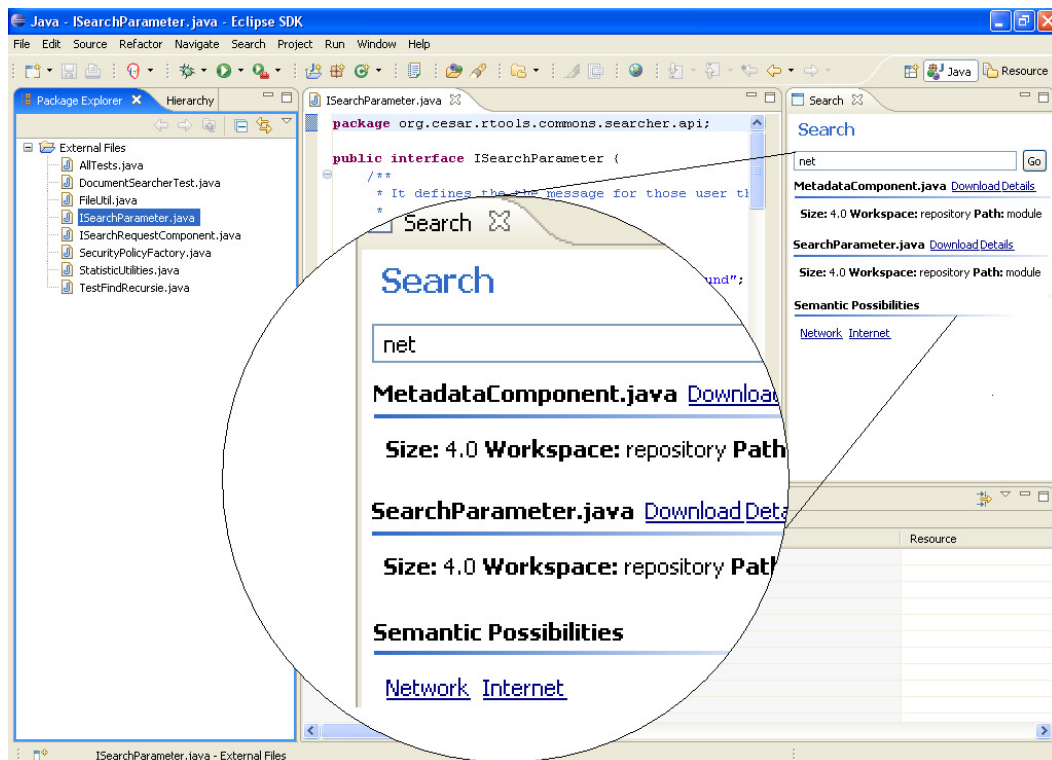 Java - ISearchParameter.java - Eclipse SDK
File Edit Source Refactor Navigate Search Project Run Window Help
Java Resource
Package Explorer Hierarchy
External Files
AllTests.java
DocumentSearcherTest.java
FileUtil.java
ISearchParameter.java
ISearchRequestComponent.java
SecurityPolicyFactory.java
StatisticUtilities.java
TestFindRecursie.java
ISearchParameter.java
package org.cesar.rtools.commons.searcher.api;
public interface ISearchParameter {
/**
* It defines the the message for those user th
*
und";
Search
Search
net Go
MetadataComponent.java Download Details
Size: 4.0 Workspace: repository Path: module
SearchParameter.java Download Details
Size: 4.0 Workspace: repository Path: module
Semantic Possibilities
Network Internet
Search
Search
net
MetadataComponent.java Download
Size: 4.0 Workspace: repository Path
SearchParameter.java Download Deta
Size: 4.0 Workspace: repository Path
Semantic Possibilities
Network Internet
Resource
ISearchParameter.java - External Files